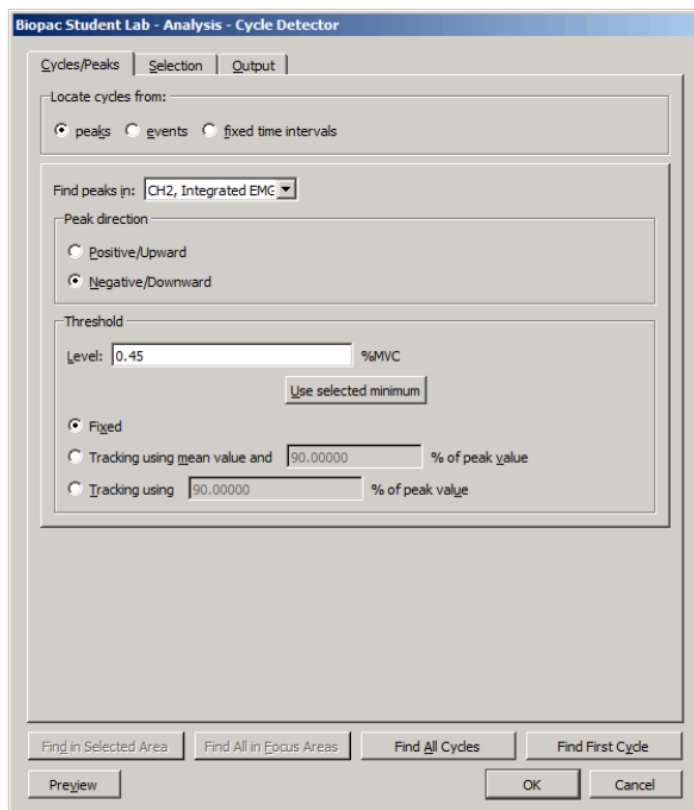 Biopac Student Lab - Analysis - Cycle Detector
Cycles/Peaks Selection Output
Locate cycles from:
peaks events fixed time intervals
Find peaks in: CH2, Integrated EMG
Peak direction
Positive/Upward
Negative/Downward
Threshold
Level: 0.45 %MVC
Use selected minimum
Fixed
Tracking using mean value and 90.00000 % of peak value
Tracking using 90.00000 % of peak value
Find in Selected Area Find All in Focus Areas Find All Cycles Find First Cycle
Preview OK Cancel